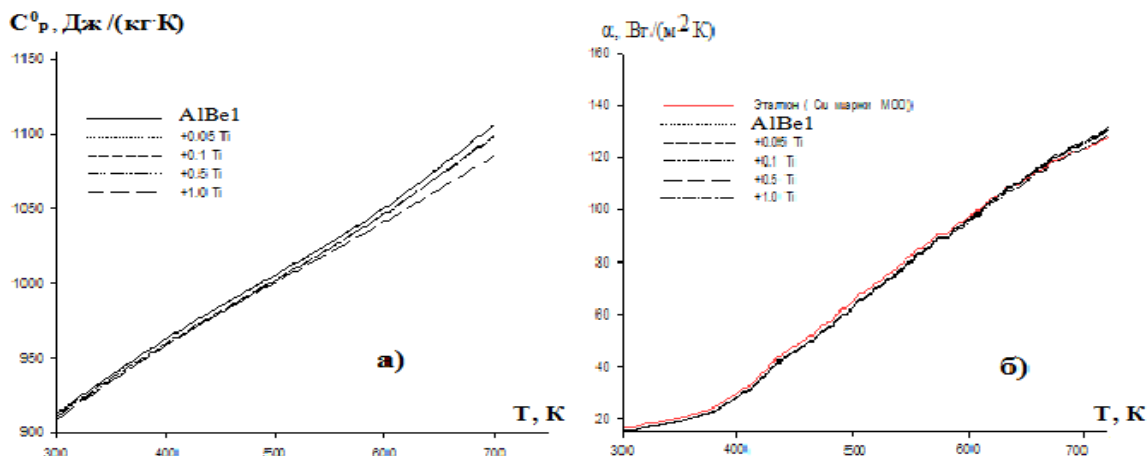 C⁰p, Дж /(кг·К)
1150
1100
1050
1000
950
900
300
400
500
600
700
AlBe1
+0.05 Ti
+0.1 Ti
+0.5 Ti
+1.0 Ti
а)
T, К
α, Вт/(м² К)
160
140
120
100
80
60
40
20
300
400
500
600
700
Эталон ( Cu марки М00)
AlBe1
+0.05 Ti
+0.1 Ti
+0.5 Ti
+1.0 Ti
б)
T, К